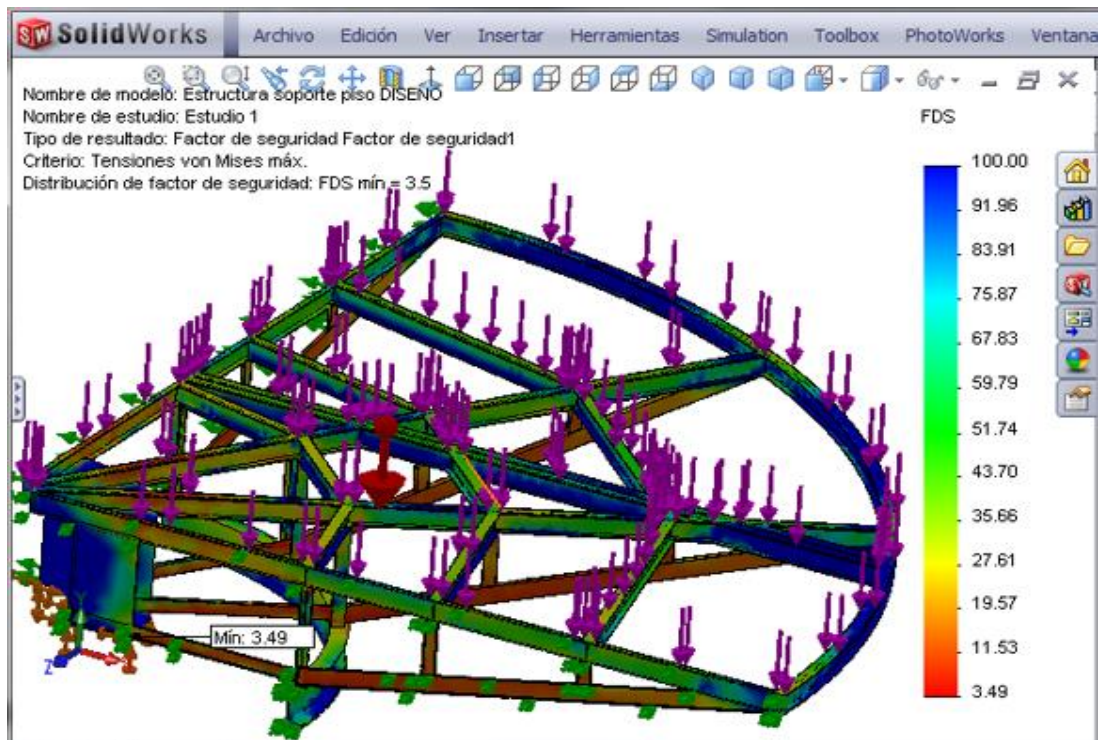 SolidWorks Archivo Edición Ver Insertar Herramientas Simulation Toolbox PhotoWorks Ventana
Nombre de modelo: Estructura soporte piso DISENO
Nombre de estudio: Estudio 1
Tipo de resultado: Factor de seguridad Factor de seguridad1
Criterio: Tensiones von Mises máx.
Distribución de factor de seguridad: FDS mín = 3.5
FDS
100.00
91.96
83.91
75.87
67.83
59.79
51.74
43.70
35.66
27.61
19.57
11.53
3.49
Mín: 3.49
Y
Z